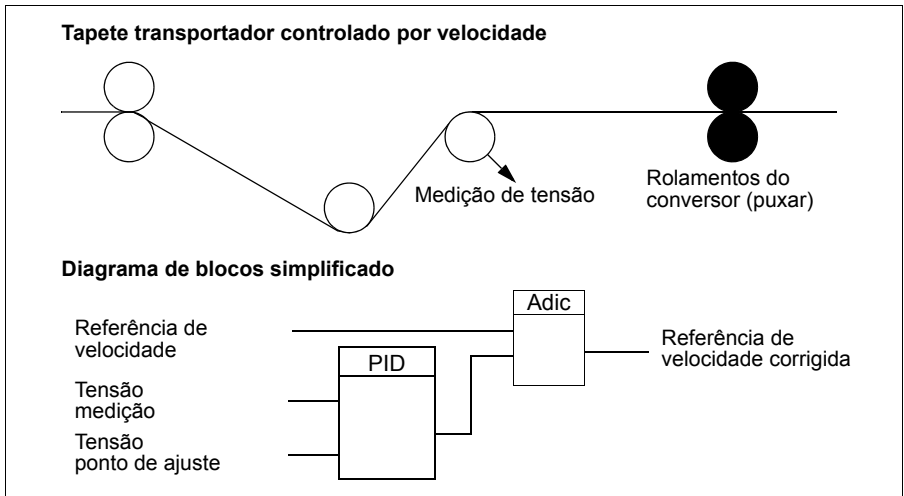 Tapete transportador controlado por velocidade
Medição de tensão
Rolamentos do
conversor (puxar)
Diagrama de blocos simplificado
Adic
Referência de
velocidade
Referência de
velocidade corrigida
PID
Tensão
medição
Tensão
ponto de ajuste